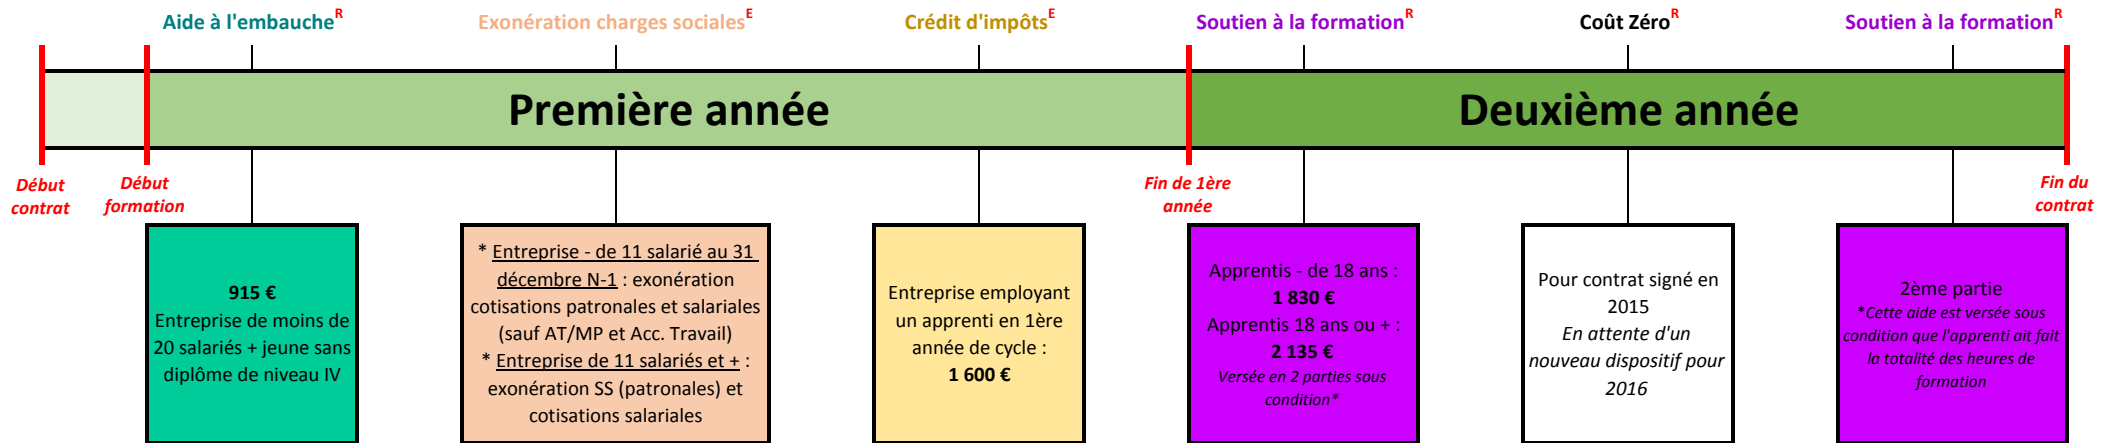 Aide à l'embaucheR
Exonération charges socialesE
Crédit d'impôtsE
Soutien à la formationR
Coût ZéroR
Soutien à la formationR
Première année
Deuxième année
Début
contrat
Début
formation
Fin de 1ère
année
Fin du
contrat
915 €
Entreprise de moins de
20 salariés + jeune sans
diplôme de niveau IV
* Entreprise - de 11 salarié au 31
décembre N-1 : exonération
cotisations patronales et salariales
(sauf AT/MP et Acc. Travail)
* Entreprise de 11 salariés et + :
exonération SS (patronales) et
cotisations salariales
Entreprise employant
un apprenti en 1ère
année de cycle :
1 600 €
Apprentis - de 18 ans :
1 830 €
Apprentis 18 ans ou + :
2 135 €
Versée en 2 parties sous
condition*
Pour contrat signé en
2015
En attente d'un
nouveau dispositif pour
2016
2ème partie
*Cette aide est versée sous
condition que l'apprenti ait fait
la totalité des heures de
formation